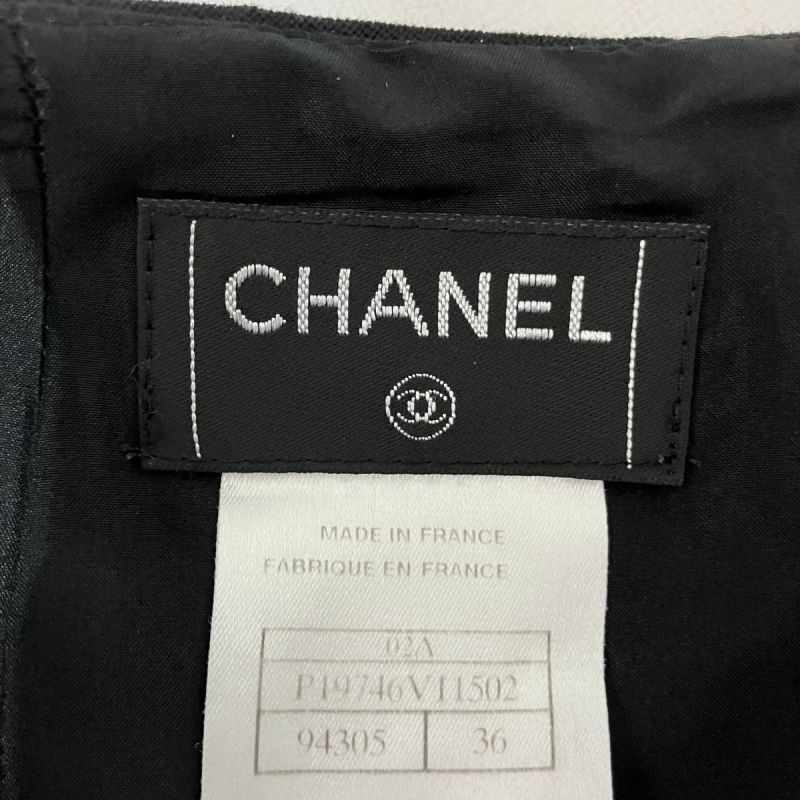 CHANEL
MADE IN FRANCE
FABRIQUE EN FRANCE
02A
P19746V11502
94305 36